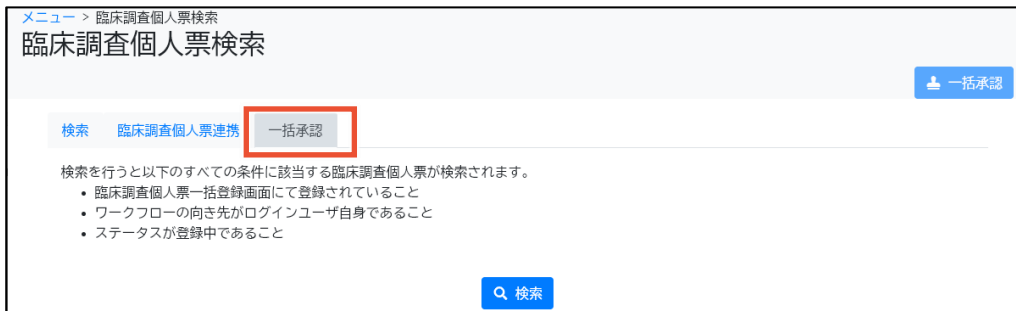 メニュー > 臨床調査個人票検索
臨床調査個人票検索
一括承認
検索 臨床調査個人票連携 一括承認
検索を行うと以下のすべての条件に該当する臨床調査個人票が検索されます。
• 臨床調査個人票一括登録画面にて登録されていること
• ワークフローの向き先がログインユーザ自身であること
• ステータスが登録中であること
検索